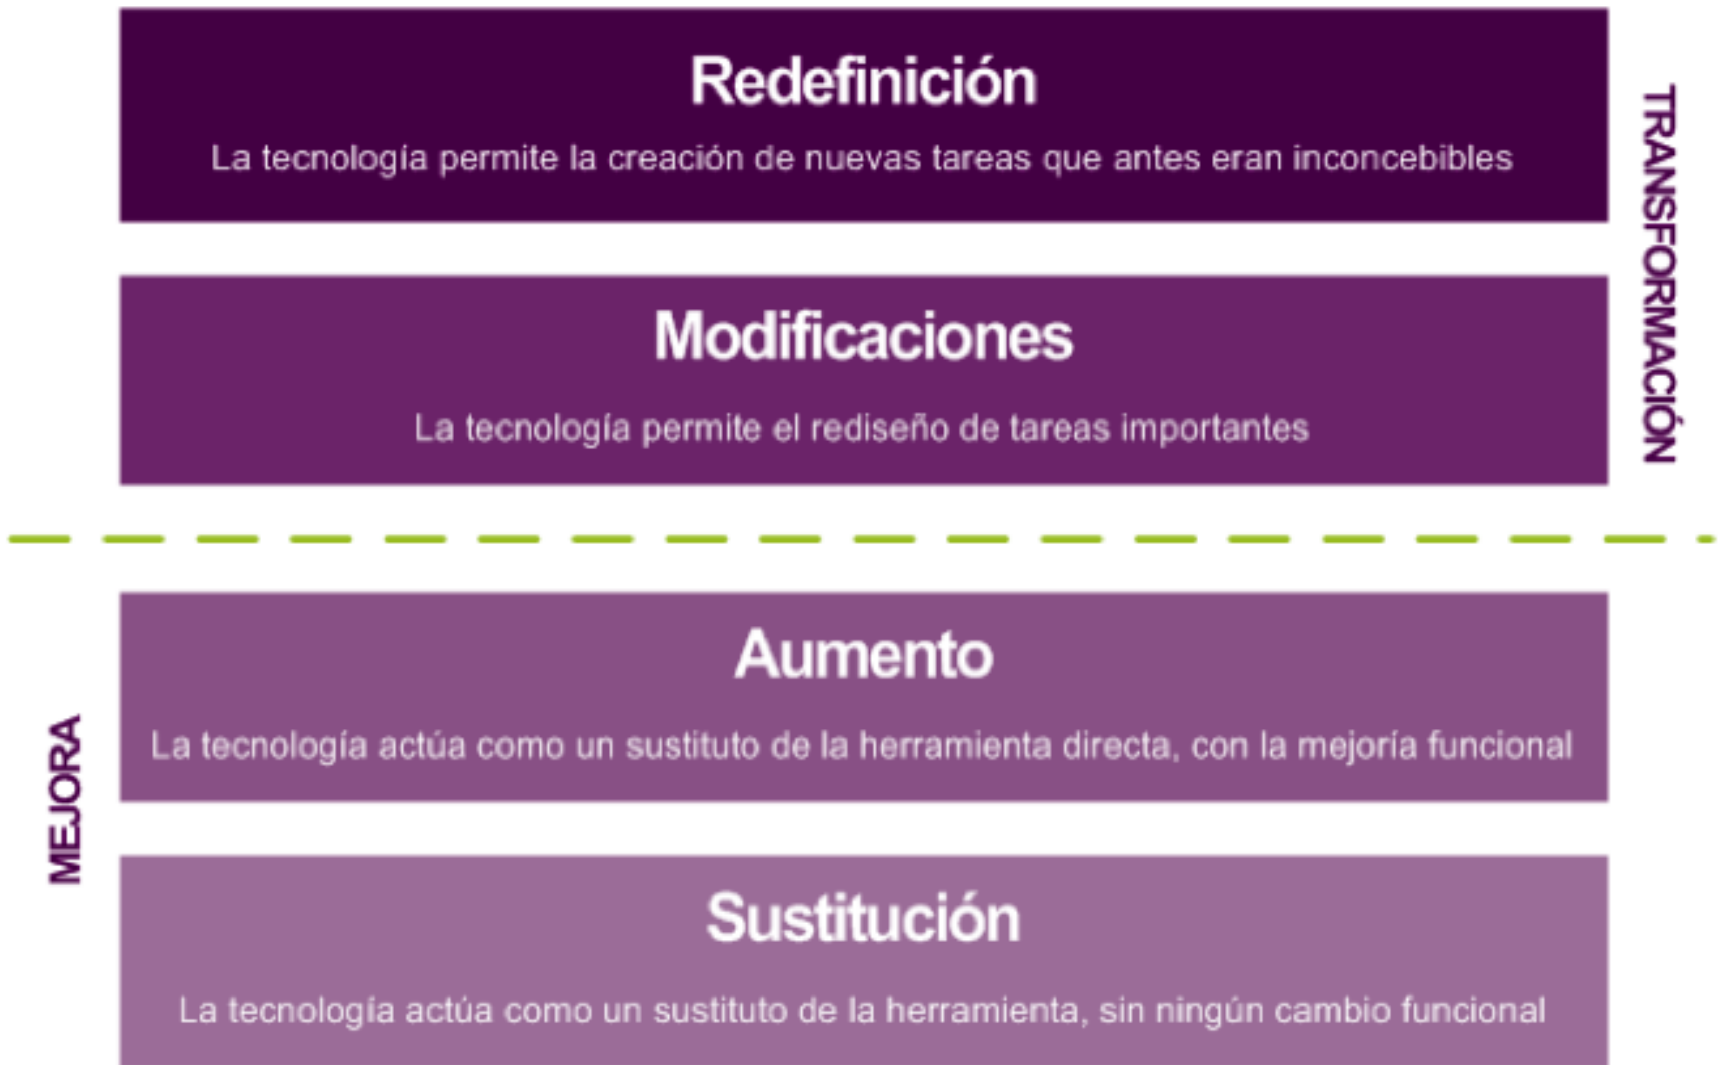 Redefinición
La tecnología permite la creación de nuevas tareas que antes eran inconcebibles
TRANSFORMACIÓN
Modificaciones
La tecnología permite el rediseño de tareas importantes
Aumento
La tecnología actúa como un sustituto de la herramienta directa, con la mejoría funcional
MEJORA
Sustitución
La tecnología actúa como un sustituto de la herramienta, sin ningún cambio funcional